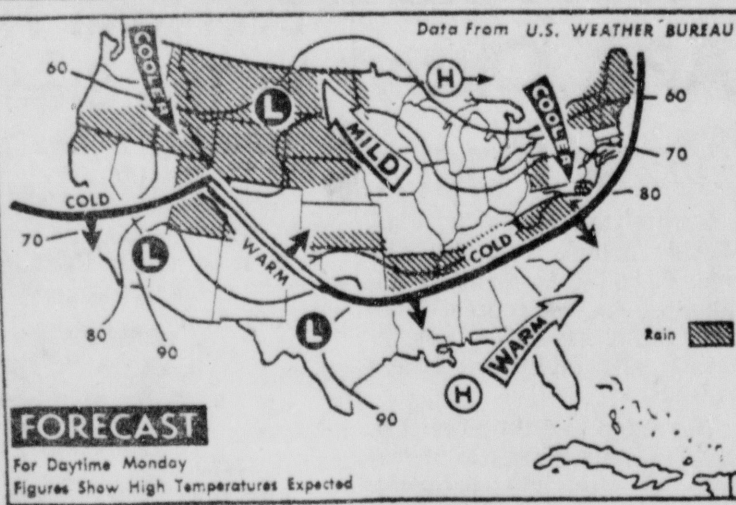 Data From U.S. WEATHER BUREAU
COOLER
60
H
L
COOLER
60
MILD
70
80
COLD
70
L
WARM
COLD
80
90
L
WARM
Rain
H
90
FORECAST
For Daytime Monday
Figures Show High Temperatures Expected